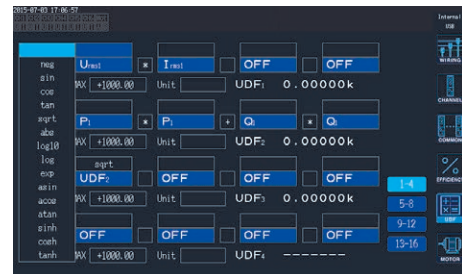 2015-07-03 17:06:57
Internal
USB
WIRING
CHANNEL
COMMON
EFFICIENCY
UDF
MOTOR
neg
sin
cos
tan
sqrt
abs
log10
log
exp
asin
acos
atan
sinh
cosh
tanh
Urms1 * Irms1 OFF OFF
MAX +1000.00 Unit UDF1 0.00000k
P1 * P1 + Q1 * Q1
MAX +1000.00 Unit UDF2 0.00000k
sqrt
UDF2 OFF OFF OFF
MAX +1000.00 Unit UDF3 0.00000k
OFF OFF OFF OFF
MAX +1000.00 Unit UDF4 -------
1-4
5-8
9-12
13-16